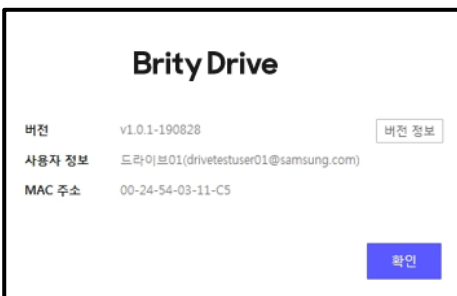 Brity Drive
버전 v1.0.1-190828 버전 정보
사용자 정보 드라이브01(drivetestuser01@samsung.com)
MAC 주소 00-24-54-03-11-C5
확인